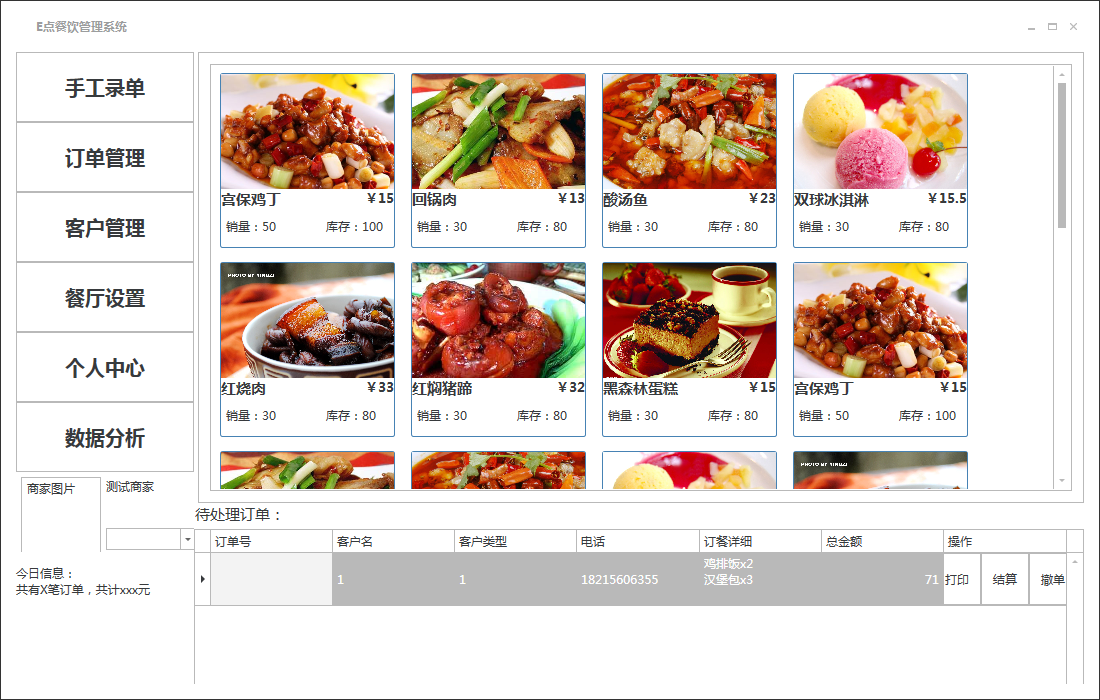 E点餐饮管理系统
手工录单
订单管理
客户管理
餐厅设置
个人中心
数据分析
商家图片
测试商家
今日信息：
共有X笔订单，共计xxx元
宫保鸡丁 ￥15
销量：50 库存：100
回锅肉 ￥13
销量：30 库存：80
酸汤鱼 ￥23
销量：30 库存：80
双球冰淇淋 ￥15.5
销量：30 库存：80
PHOTO BY YINUZI
红烧肉 ￥33
销量：30 库存：80
红焖猪蹄 ￥32
销量：30 库存：80
黑森林蛋糕 ￥15
销量：30 库存：80
宫保鸡丁 ￥15
销量：50 库存：100
PHOTO BY YINUZI
待处理订单：
订单号 客户名 客户类型 电话 订餐详细 总金额 操作
1 1 18215606355 鸡排饭x2
汉堡包x3 71 打印 结算 撤单